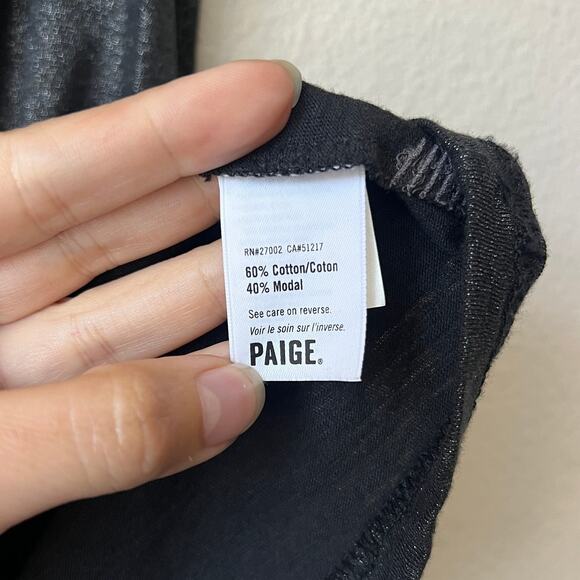 RN#27002 CA#51217
60% Cotton/Coton
40% Modal
See care on reverse.
Voir le soin sur l'inverse.
PAIGE®